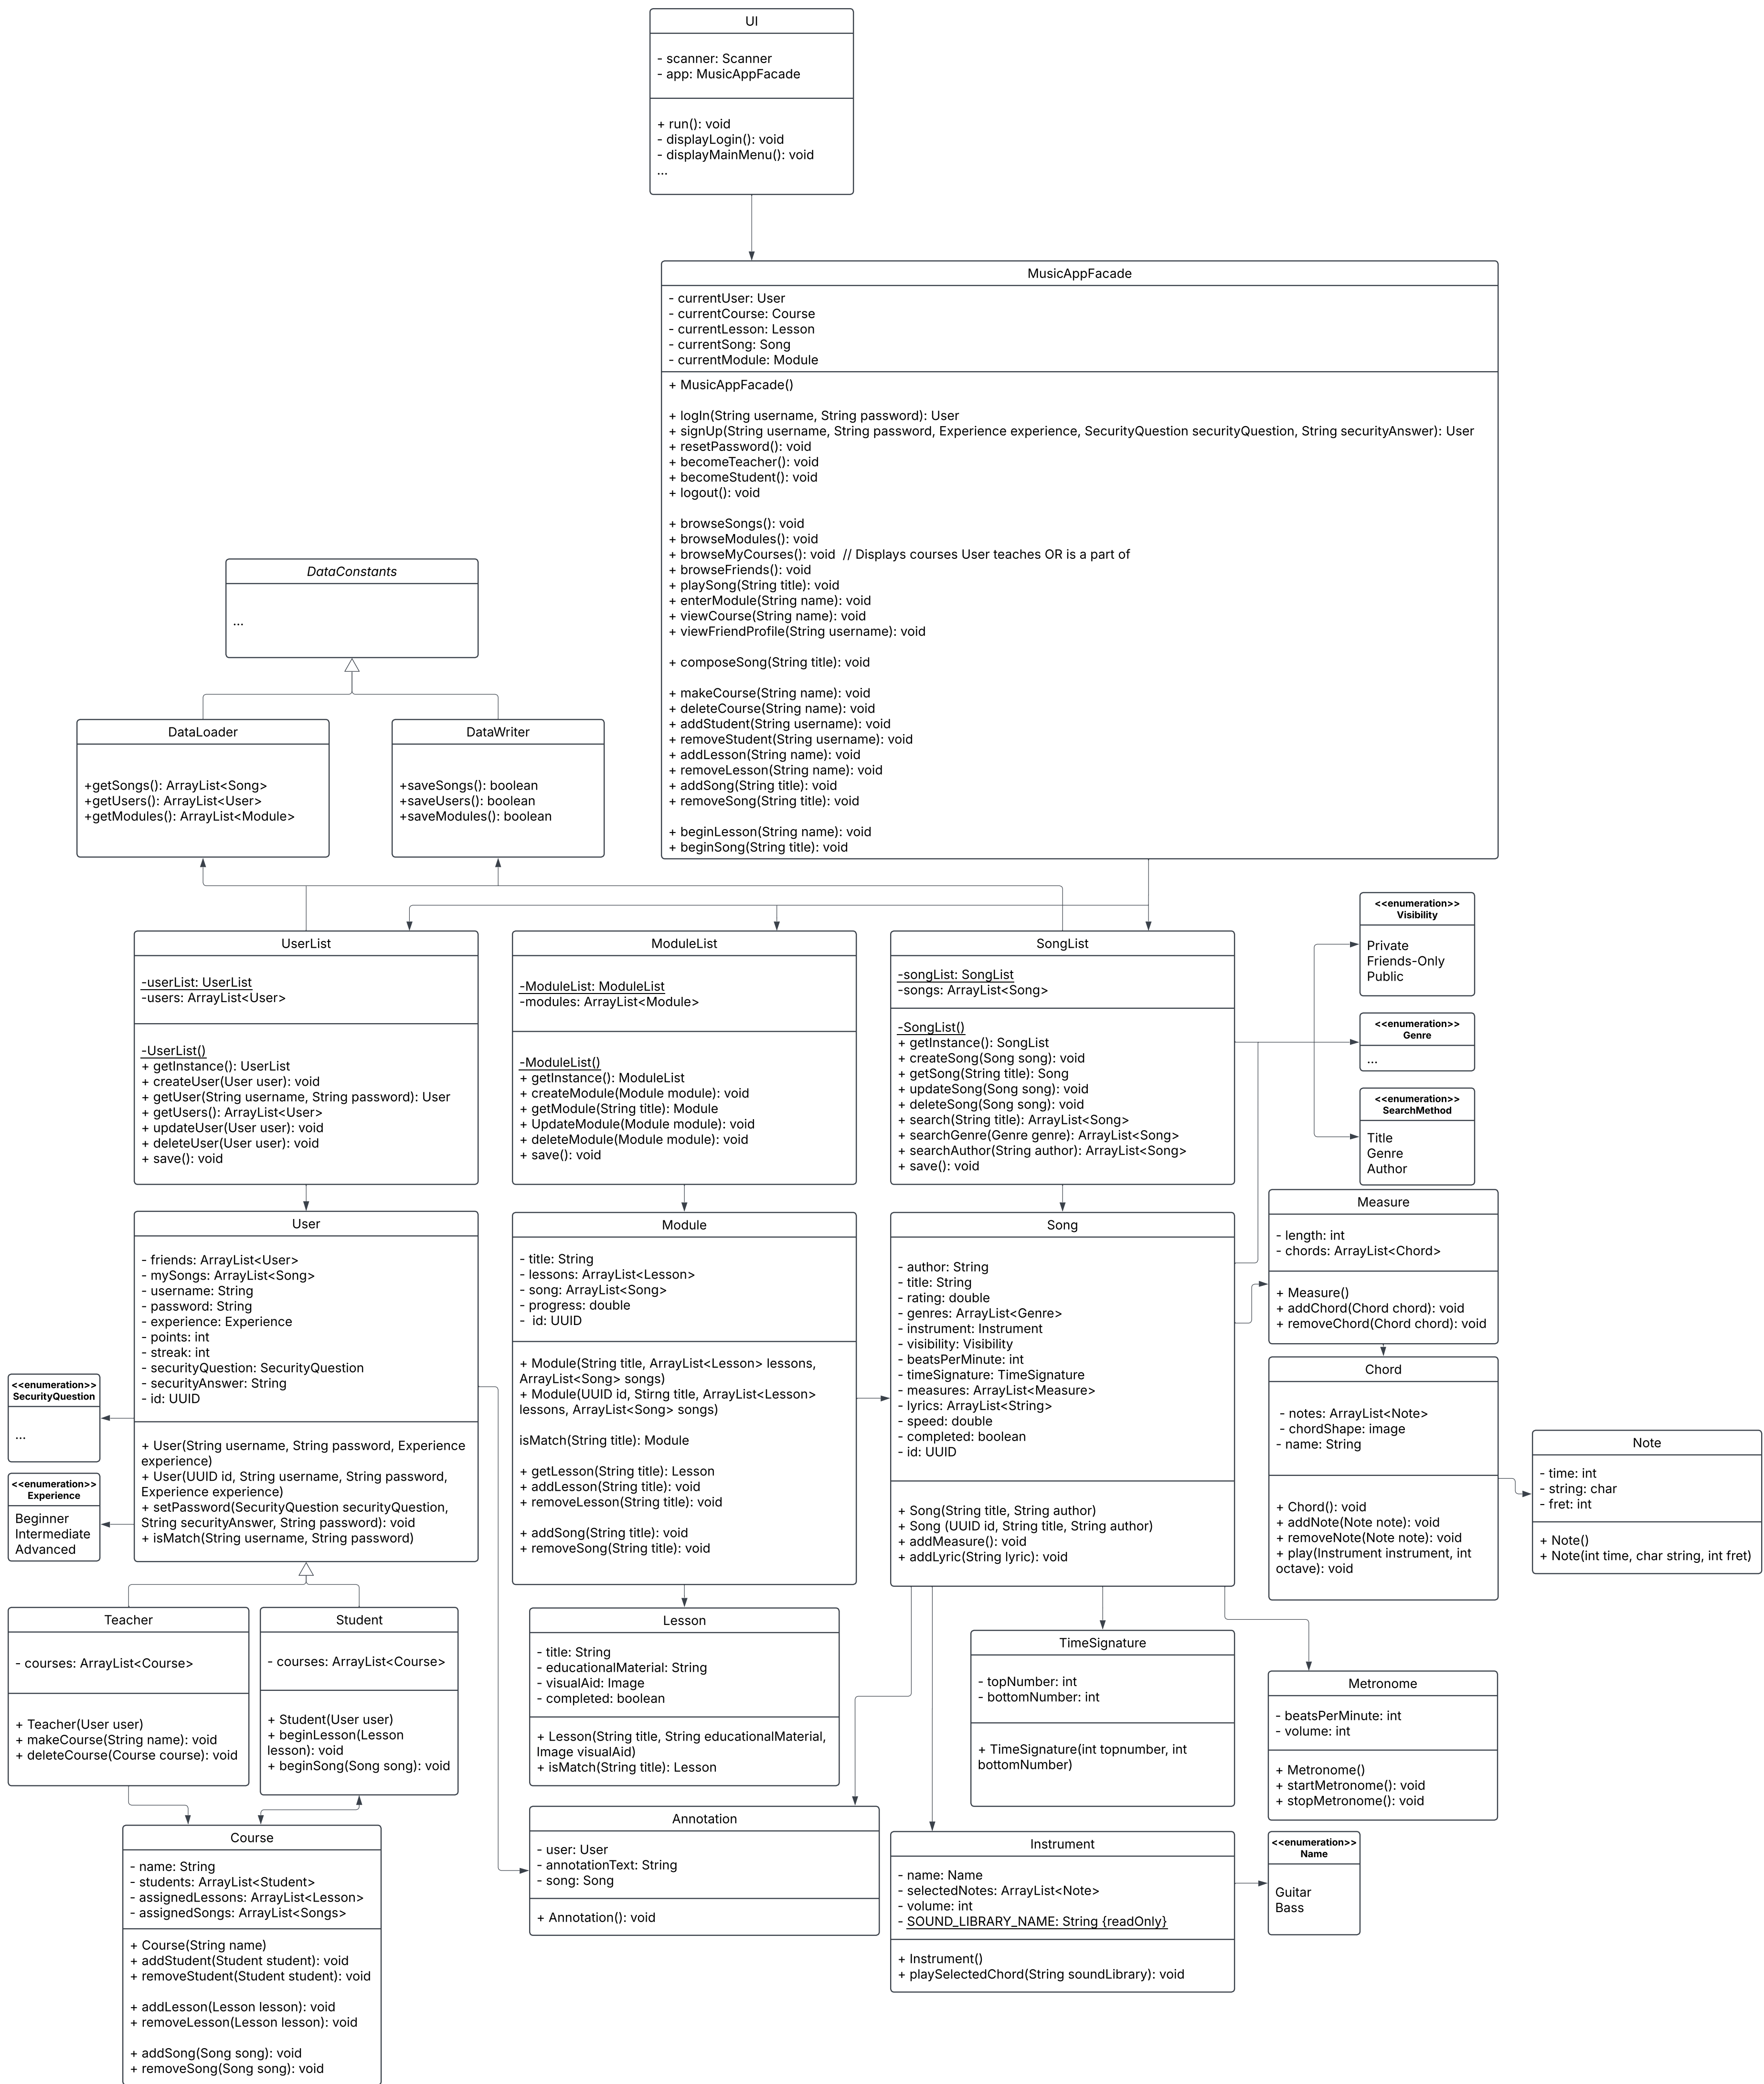 UI
- scanner: Scanner
- app: MusicAppFacade
+ run(): void
- displayLogin(): void
- displayMainMenu(): void
...
MusicAppFacade
- currentUser: User
- currentCourse: Course
- currentLesson: Lesson
- currentSong: Song
- currentModule: Module
+ MusicAppFacade()
+ logIn(String username, String password): User
+ signUp(String username, String password, Experience experience, SecurityQuestion securityQuestion, String securityAnswer): User
+ resetPassword(): void
+ becomeTeacher(): void
+ becomeStudent(): void
+ logout(): void
+ browseSongs(): void
+ browseModules(): void
+ browseMyCourses(): void  // Displays courses User teaches OR is a part of
+ browseFriends(): void
+ playSong(String title): void
+ enterModule(String name): void
+ viewCourse(String name): void
+ viewFriendProfile(String username): void
+ composeSong(String title): void
+ makeCourse(String name): void
+ deleteCourse(String name): void
+ addStudent(String username): void
+ removeStudent(String username): void
+ addLesson(String name): void
+ removeLesson(String name): void
+ addSong(String title): void
+ removeSong(String title): void
+ beginLesson(String name): void
+ beginSong(String title): void
DataConstants
...
DataLoader
+getSongs(): ArrayList<Song>
+getUsers(): ArrayList<User>
+getModules(): ArrayList<Module>
DataWriter
+saveSongs(): boolean
+saveUsers(): boolean
+saveModules(): boolean
UserList
-userList: UserList
-users: ArrayList<User>
-UserList()
+ getInstance(): UserList
+ createUser(User user): void
+ getUser(String username, String password): User
+ getUsers(): ArrayList<User>
+ updateUser(User user): void
+ deleteUser(User user): void
+ save(): void
ModuleList
-ModuleList: ModuleList
-modules: ArrayList<Module>
-ModuleList()
+ getInstance(): ModuleList
+ createModule(Module module): void
+ getModule(String title): Module
+ UpdateModule(Module module): void
+ deleteModule(Module module): void
+ save(): void
SongList
-songList: SongList
-songs: ArrayList<Song>
-SongList()
+ getInstance(): SongList
+ createSong(Song song): void
+ getSong(String title): Song
+ updateSong(Song song): void
+ deleteSong(Song song): void
+ search(String title): ArrayList<Song>
+ searchGenre(Genre genre): ArrayList<Song>
+ searchAuthor(String author): ArrayList<Song>
+ save(): void
<<enumeration>>
Visibility
Private
Friends-Only
Public
<<enumeration>>
Genre
...
<<enumeration>>
SearchMethod
Title
Genre
Author
User
- friends: ArrayList<User>
- mySongs: ArrayList<Song>
- username: String
- password: String
- experience: Experience
- points: int
- streak: int
- securityQuestion: SecurityQuestion
- securityAnswer: String
- id: UUID
+ User(String username, String password, Experience
experience)
+ User(UUID id, String username, String password,
Experience experience)
+ setPassword(SecurityQuestion securityQuestion,
String securityAnswer, String password): void
+ isMatch(String username, String password)
<<enumeration>>
SecurityQuestion
...
<<enumeration>>
Experience
Beginner
Intermediate
Advanced
Module
- title: String
- lessons: ArrayList<Lesson>
- song: ArrayList<Song>
- progress: double
-  id: UUID
+ Module(String title, ArrayList<Lesson> lessons,
ArrayList<Song> songs)
+ Module(UUID id, Stirng title, ArrayList<Lesson>
lessons, ArrayList<Song> songs)
isMatch(String title): Module
+ getLesson(String title): Lesson
+ addLesson(String title): void
+ removeLesson(String title): void
+ addSong(String title): void
+ removeSong(String title): void
Song
- author: String
- title: String
- rating: double
- genres: ArrayList<Genre>
- instrument: Instrument
- visibility: Visibility
- beatsPerMinute: int
- timeSignature: TimeSignature
- measures: ArrayList<Measure>
- lyrics: ArrayList<String>
- speed: double
- completed: boolean
- id: UUID
+ Song(String title, String author)
+ Song (UUID id, String title, String author)
+ addMeasure(): void
+ addLyric(String lyric): void
Measure
- length: int
- chords: ArrayList<Chord>
+ Measure()
+ addChord(Chord chord): void
+ removeChord(Chord chord): void
Chord
- notes: ArrayList<Note>
- chordShape: image
- name: String
+ Chord(): void
+ addNote(Note note): void
+ removeNote(Note note): void
+ play(Instrument instrument, int
octave): void
Note
- time: int
- string: char
- fret: int
+ Note()
+ Note(int time, char string, int fret)
Teacher
- courses: ArrayList<Course>
+ Teacher(User user)
+ makeCourse(String name): void
+ deleteCourse(Course course): void
Student
- courses: ArrayList<Course>
+ Student(User user)
+ beginLesson(Lesson
lesson): void
+ beginSong(Song song): void
Lesson
- title: String
- educationalMaterial: String
- visualAid: Image
- completed: boolean
+ Lesson(String title, String educationalMaterial,
Image visualAid)
+ isMatch(String title): Lesson
TimeSignature
- topNumber: int
- bottomNumber: int
+ TimeSignature(int topnumber, int
bottomNumber)
Metronome
- beatsPerMinute: int
- volume: int
+ Metronome()
+ startMetronome(): void
+ stopMetronome(): void
Course
- name: String
- students: ArrayList<Student>
- assignedLessons: ArrayList<Lesson>
- assignedSongs: ArrayList<Songs>
+ Course(String name)
+ addStudent(Student student): void
+ removeStudent(Student student): void
+ addLesson(Lesson lesson): void
+ removeLesson(Lesson lesson): void
+ addSong(Song song): void
+ removeSong(Song song): void
Annotation
- user: User
- annotationText: String
- song: Song
+ Annotation(): void
Instrument
- name: Name
- selectedNotes: ArrayList<Note>
- volume: int
- SOUND_LIBRARY_NAME: String {readOnly}
+ Instrument()
+ playSelectedChord(String soundLibrary): void
<<enumeration>>
Name
Guitar
Bass